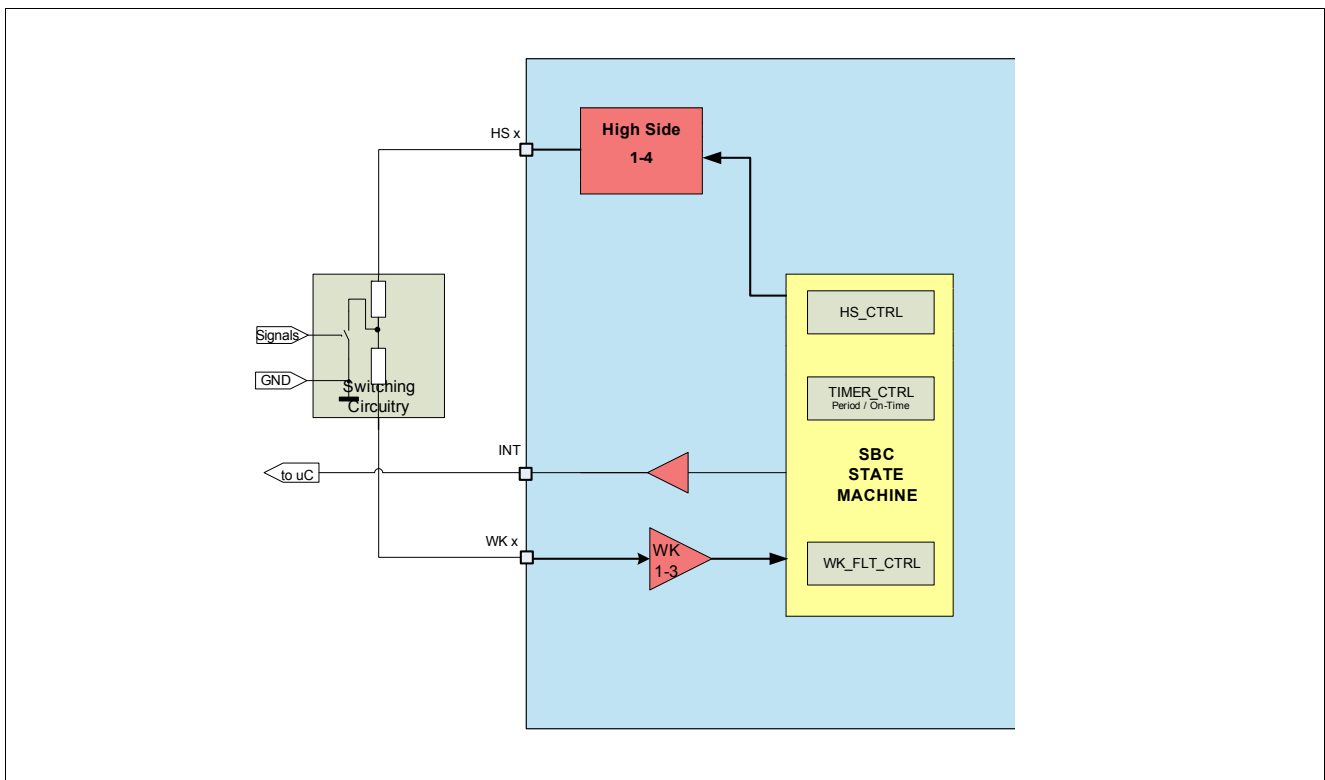 High Side
1-4
HS x
HS_CTRL
Signals
TIMER_CTRL
Period / On-Time
GND
Switching
Circuitry
INT
SBC
STATE
MACHINE
to uC
WK x
WK
1-3
WK_FLT_CTRL